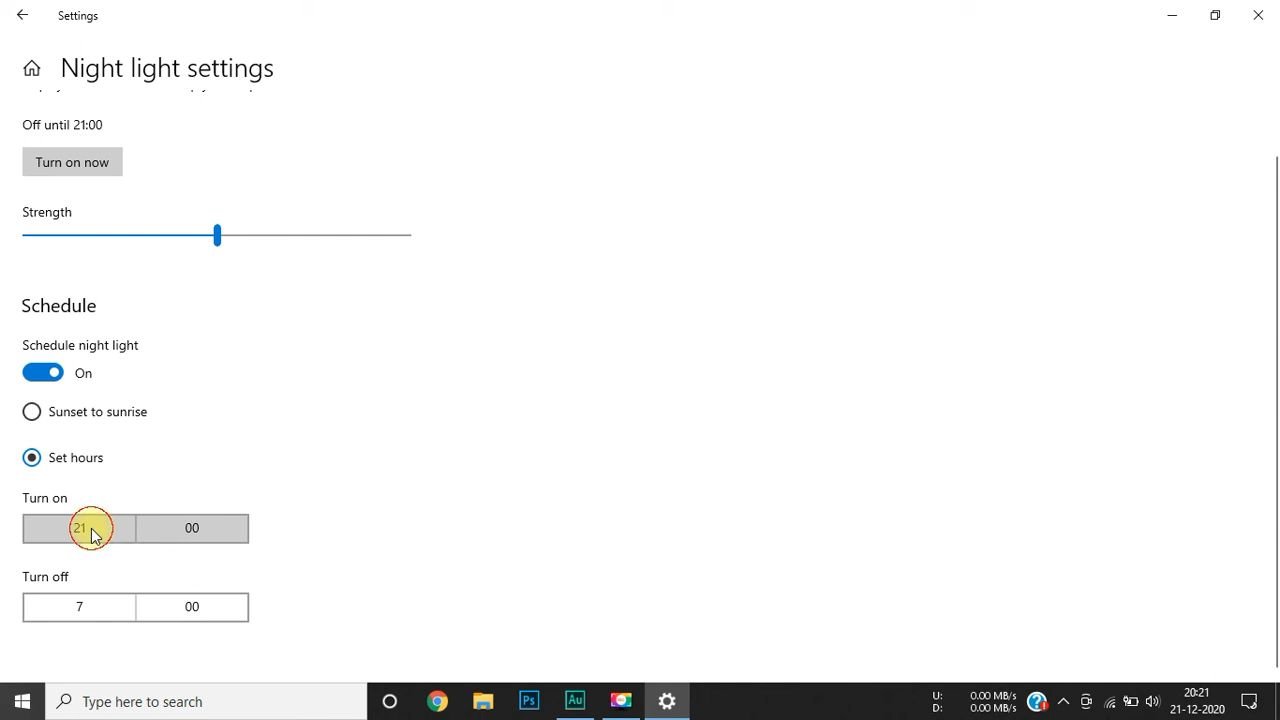 Settings
Night light settings
Off until 21:00
Turn on now
Strength
Schedule
Schedule night light
On
Sunset to sunrise
Set hours
Turn on
21 00
Turn off
7 00
Type here to search
Ps
Au
U: 0.00 MB/s
D: 0.00 MB/s
20:21
21-12-2020